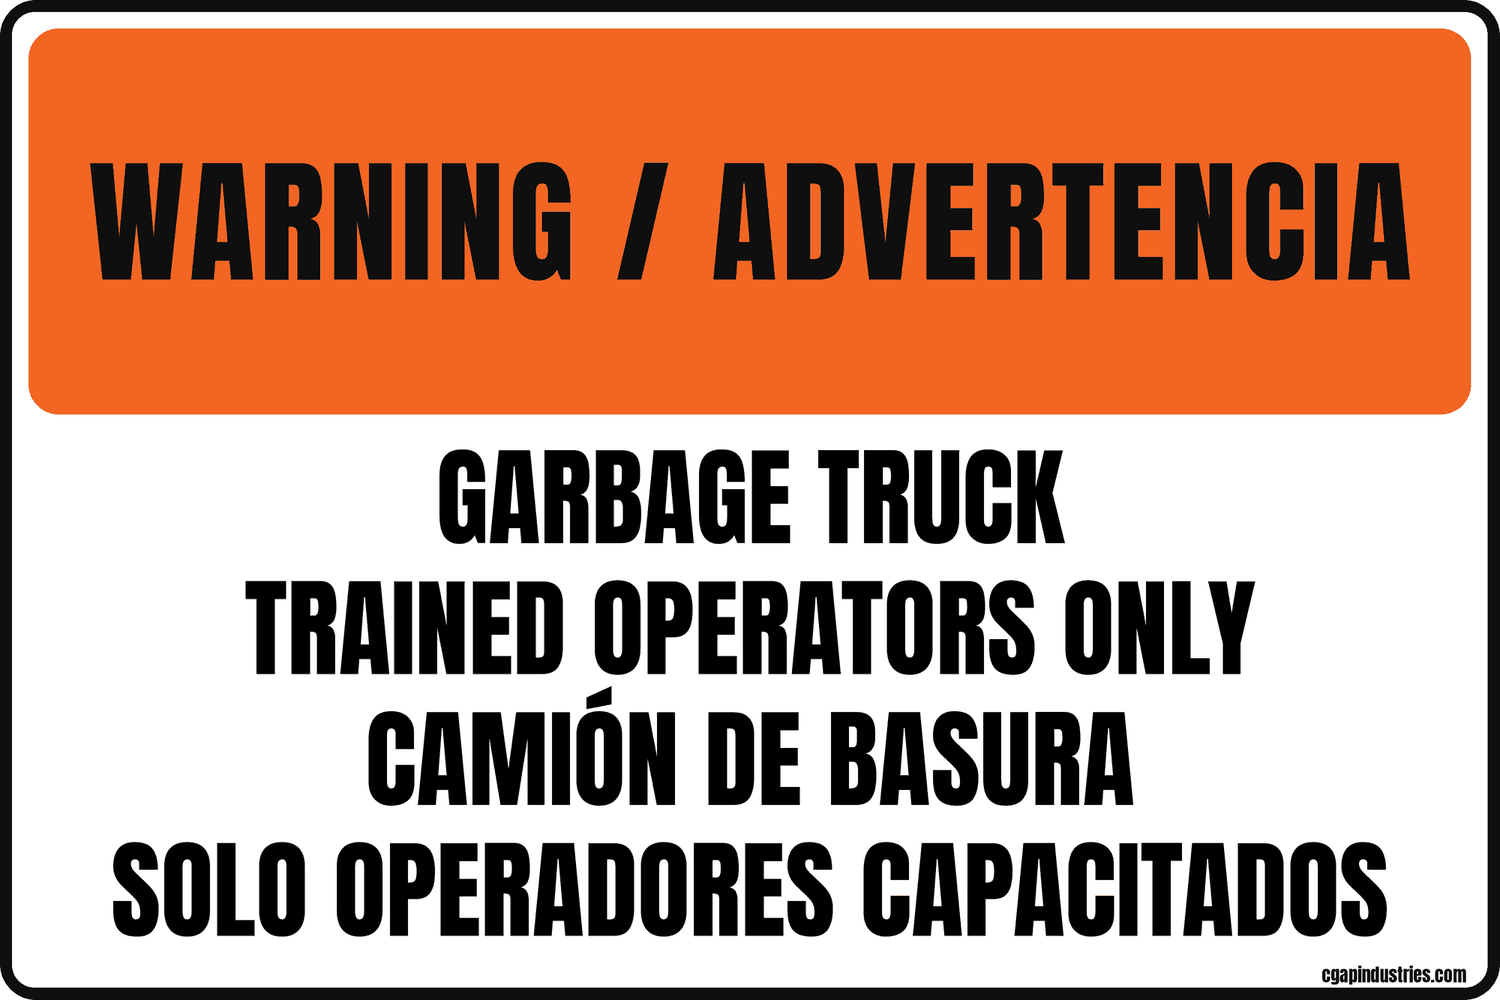 WARNING / ADVERTENCIA
GARBAGE TRUCK
TRAINED OPERATORS ONLY
CAMIÓN DE BASURA
SOLO OPERADORES CAPACITADOS
cgapindustries.com